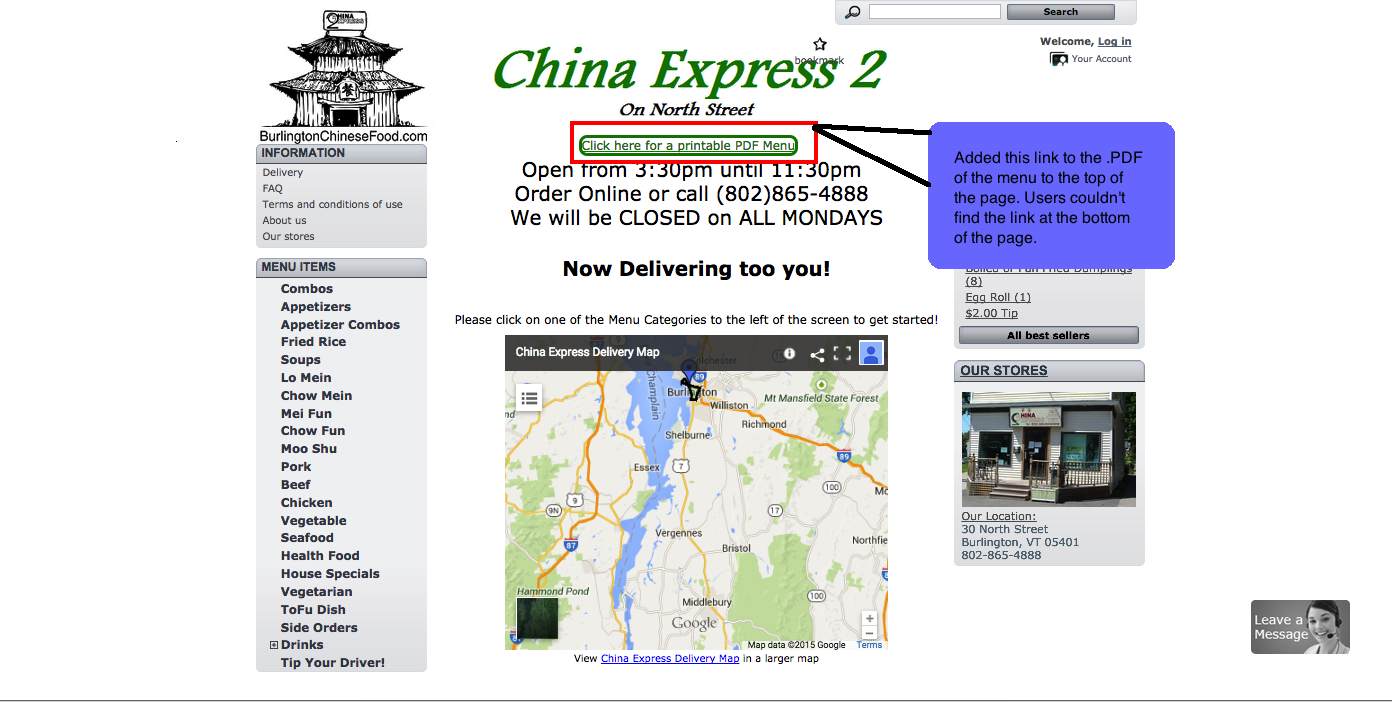 Search
Welcome, Log in
Your Account
bookmark
CHINA EXPRESS
2
BurlingtonChineseFood.com
China Express 2
On North Street
Click here for a printable PDF Menu
Open from 3:30pm until 11:30pm
Order Online or call (802)865-4888
We will be CLOSED on ALL MONDAYS
Now Delivering too you!
Please click on one of the Menu Categories to the left of the screen to get started!
INFORMATION
Delivery
FAQ
Terms and conditions of use
About us
Our stores
MENU ITEMS
Combos
Appetizers
Appetizer Combos
Fried Rice
Soups
Lo Mein
Chow Mein
Mei Fun
Chow Fun
Moo Shu
Pork
Beef
Chicken
Vegetable
Seafood
Health Food
House Specials
Vegetarian
ToFu Dish
Side Orders
Drinks
Tip Your Driver!
China Express Delivery Map
Colchester
89
Burlington
Williston
Champlain
Mt Mansfield State Forest
Richmond
Shelburne
89
Essex
7
100
9
9N
17
87
Vergennes
Bristol
Hammond Pond
100
Middlebury
Google
Map data ©2015 Google
Terms
View China Express Delivery Map in a larger map
Added this link to the .PDF
of the menu to the top of
the page. Users couldn't
find the link at the bottom
of the page.
Boiled or Pan Fried Dumplings
(8)
Egg Roll (1)
$2.00 Tip
All best sellers
OUR STORES
Our Location:
30 North Street
Burlington, VT 05401
802-865-4888
Leave a
Message